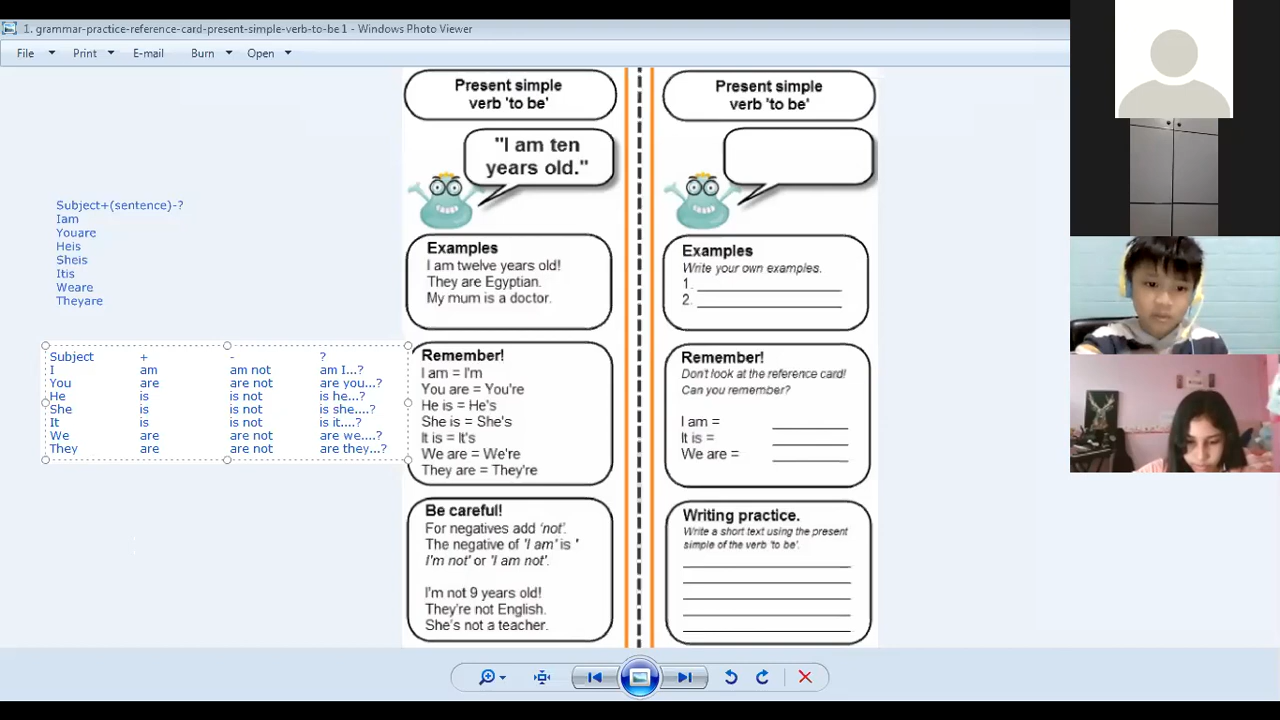 1. grammar-practice-reference-card-present-simple-verb-to-be1 - Windows Photo Viewer
File Print E-mail Burn Open
Subject+(sentence)-?
Iam
Youare
Heis
Sheis
Itis
Weare
Theyare
Subject + - ?
I am am not am I...?
You are are not are you...?
He is is not is he...?
She is is not is she....?
It is is not is it....?
We are are not are we....?
They are are not are they...?
Present simple
verb 'to be'
"I am ten
years old."
Examples
I am twelve years old!
They are Egyptian.
My mum is a doctor.
Remember!
I am = I'm
You are = You're
He is = He's
She is = She's
It is = It's
We are = We're
They are = They're
Be careful!
For negatives add 'not'.
The negative of 'I am' is '
I'm not' or 'I am not'.
I'm not 9 years old!
They're not English.
She's not a teacher.
Present simple
verb 'to be'
Examples
Write your own examples.
1.
2.
Remember!
Don't look at the reference card!
Can you remember?
I am =
It is =
We are =
Writing practice.
Write a short text using the present
simple of the verb 'to be'.